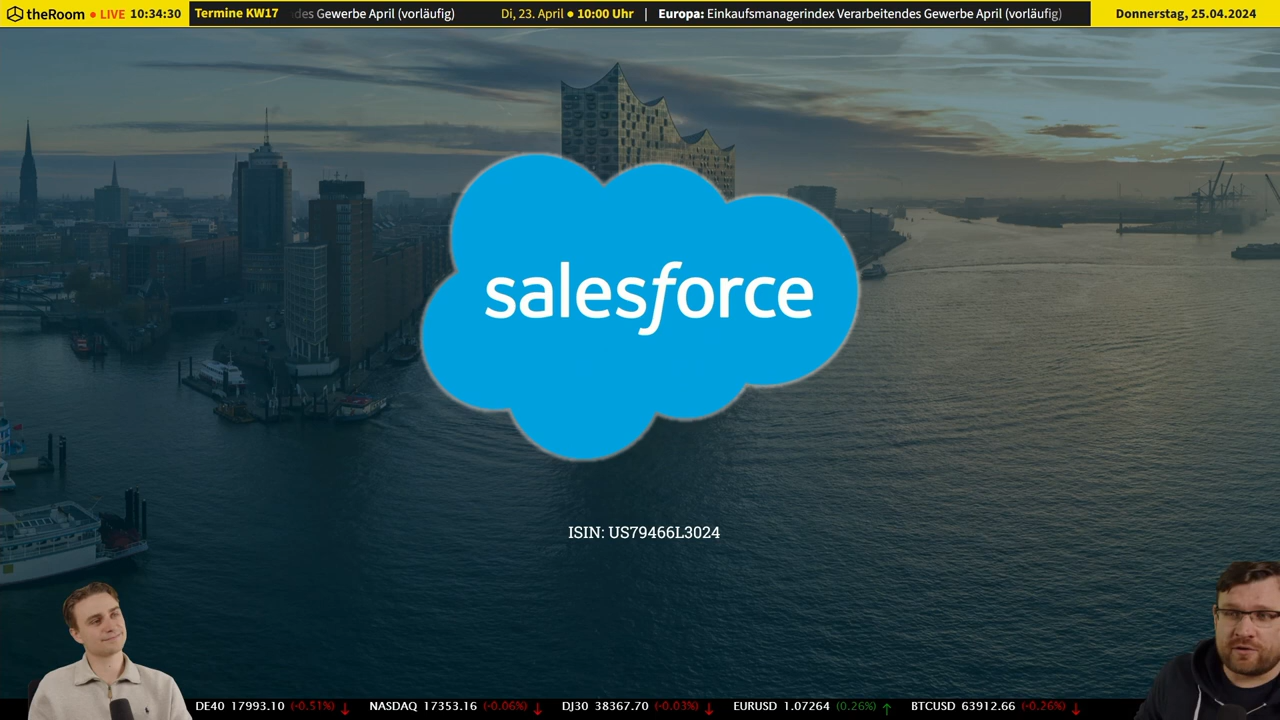 theRoom ● LIVE 10:34:30 Termine KW17 des Gewerbe April (vorläufig) Di, 23. April ● 10:00 Uhr | Europa: Einkaufsmanagerindex Verarbeitendes Gewerbe April (vorläufig) Donnerstag, 25.04.2024
salesforce
ISIN: US79466L3024
DE40 17993.10 (-0.51%) ↓ NASDAQ 17353.16 (-0.06%) ↓ DJ30 38367.70 (-0.03%) ↓ EURUSD 1.07264 (0.26%) ↑ BTCUSD 63912.66 (-0.26%) ↓